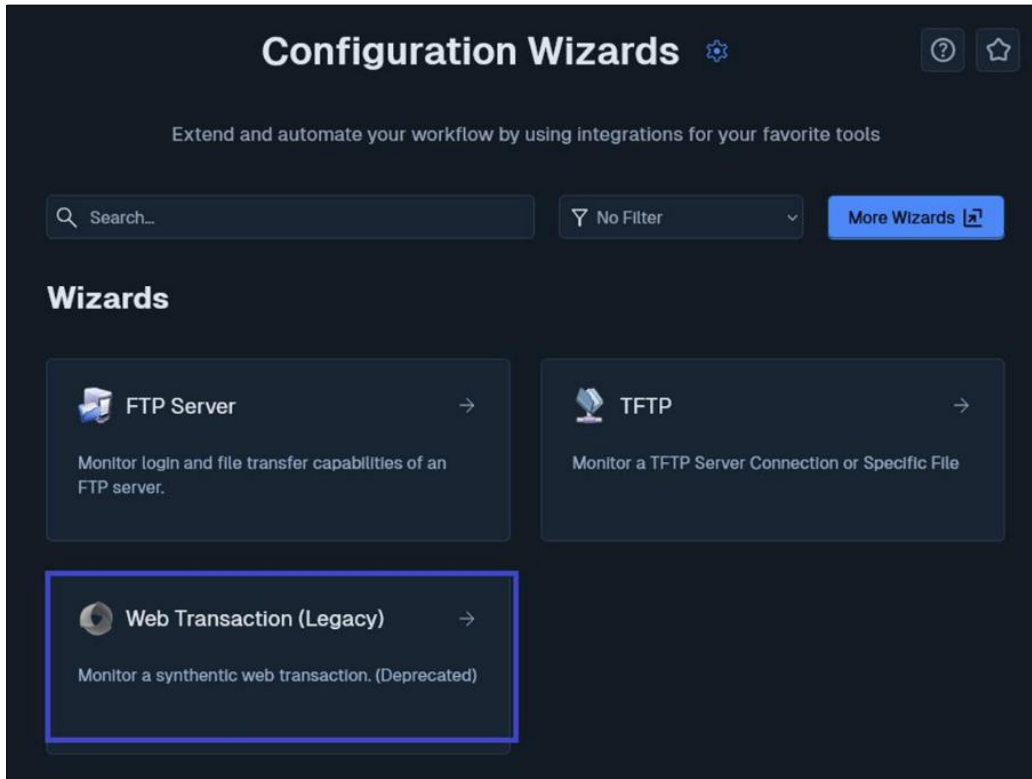 Configuration Wizards
Extend and automate your workflow by using integrations for your favorite tools
Search...
No Filter
More Wizards
Wizards
FTP Server
Monitor login and file transfer capabilities of an
FTP server.
TFTP
Monitor a TFTP Server Connection or Specific File
Web Transaction (Legacy)
Monitor a synthentic web transaction. (Deprecated)